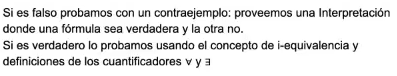 Si es falso probamos con un contraejemplo: proveemos una Interpretación
donde una fórmula sea verdadera y la otra no.
Si es verdadero lo probamos usando el concepto de i-equivalencia y
definiciones de los cuantificadores ∀ y ∃